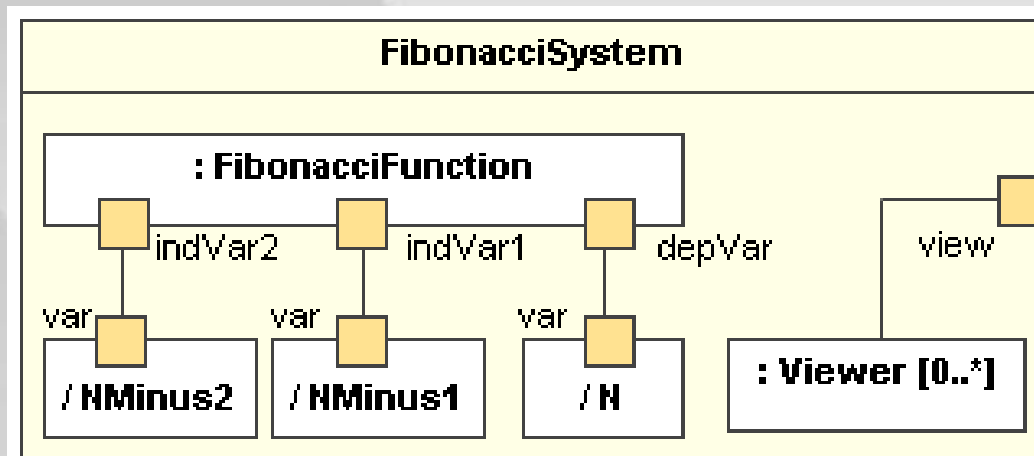 FibonacciSystem
: FibonacciFunction
indVar2
indVar1
depVar
view
var
var
var
/ NMinus2
/ NMinus1
/ N
: Viewer [0..*]